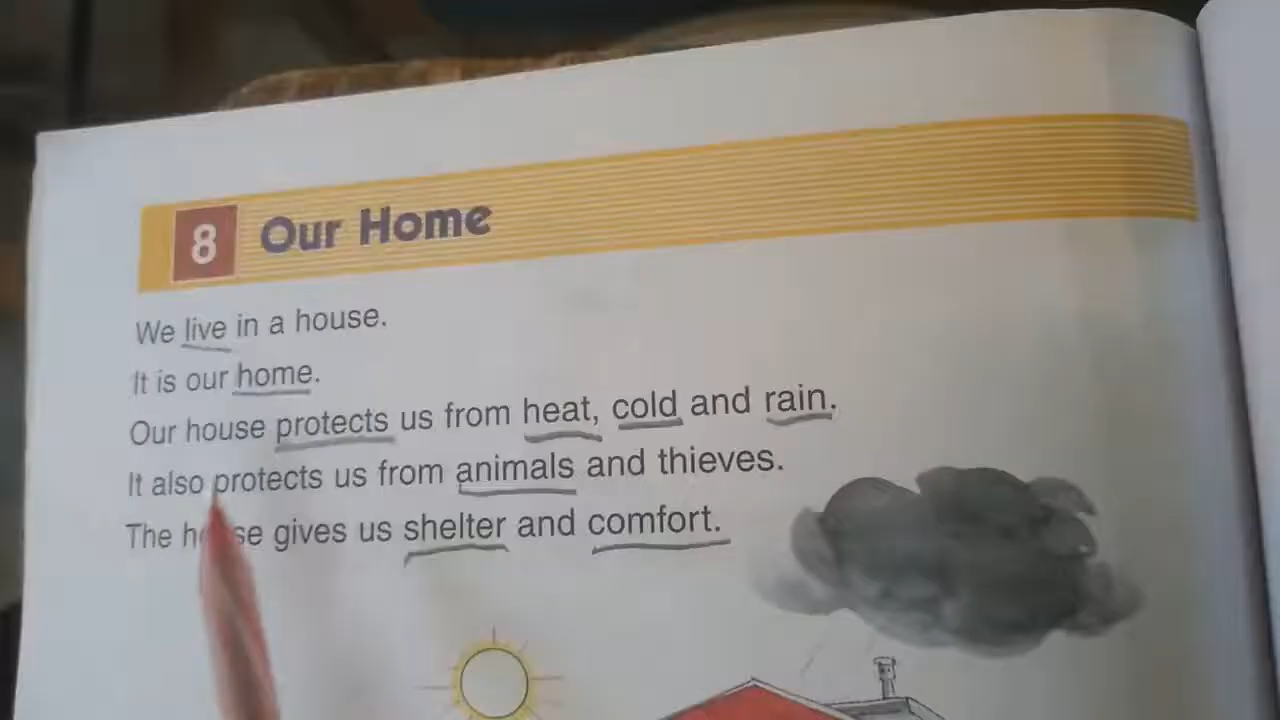 8 Our Home
We live in a house.
It is our home.
Our house protects us from heat, cold and rain.
It also protects us from animals and thieves.
The house gives us shelter and comfort.